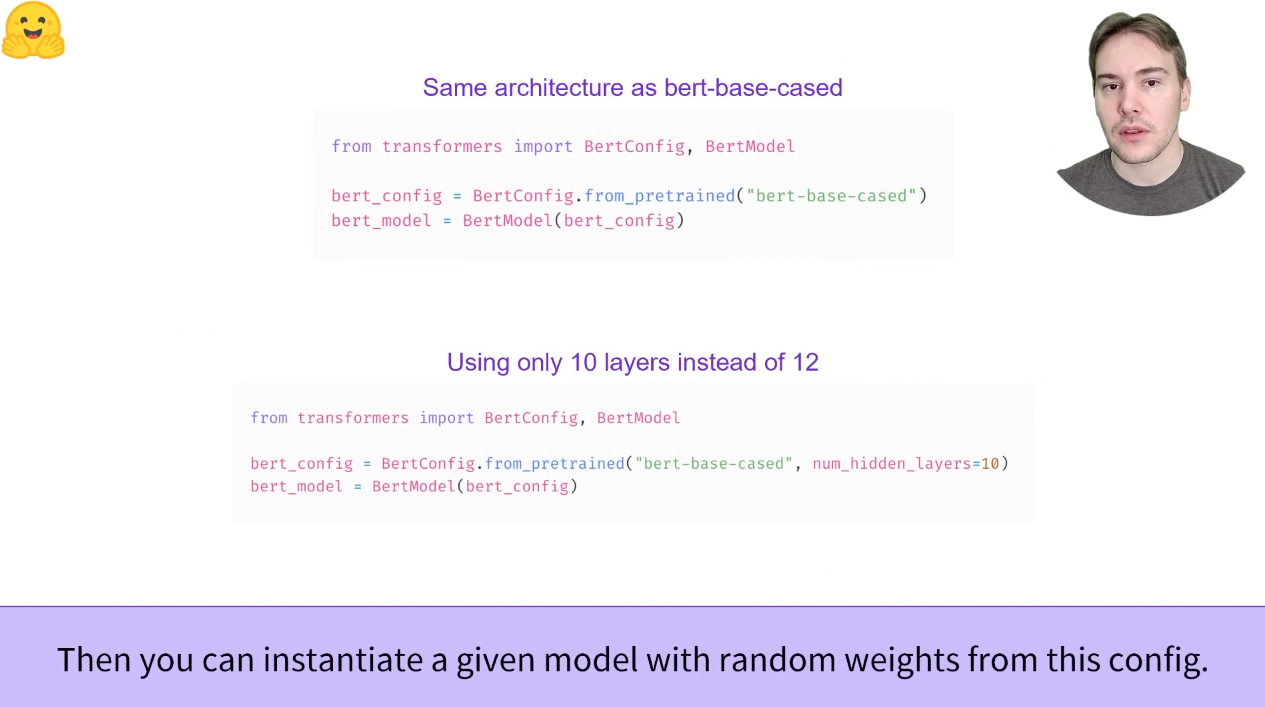 Same architecture as bert-base-cased
from transformers import BertConfig, BertModel
bert_config = BertConfig.from_pretrained("bert-base-cased")
bert_model = BertModel(bert_config)
Using only 10 layers instead of 12
from transformers import BertConfig, BertModel
bert_config = BertConfig.from_pretrained("bert-base-cased", num_hidden_layers=10)
bert_model = BertModel(bert_config)
Then you can instantiate a given model with random weights from this config.